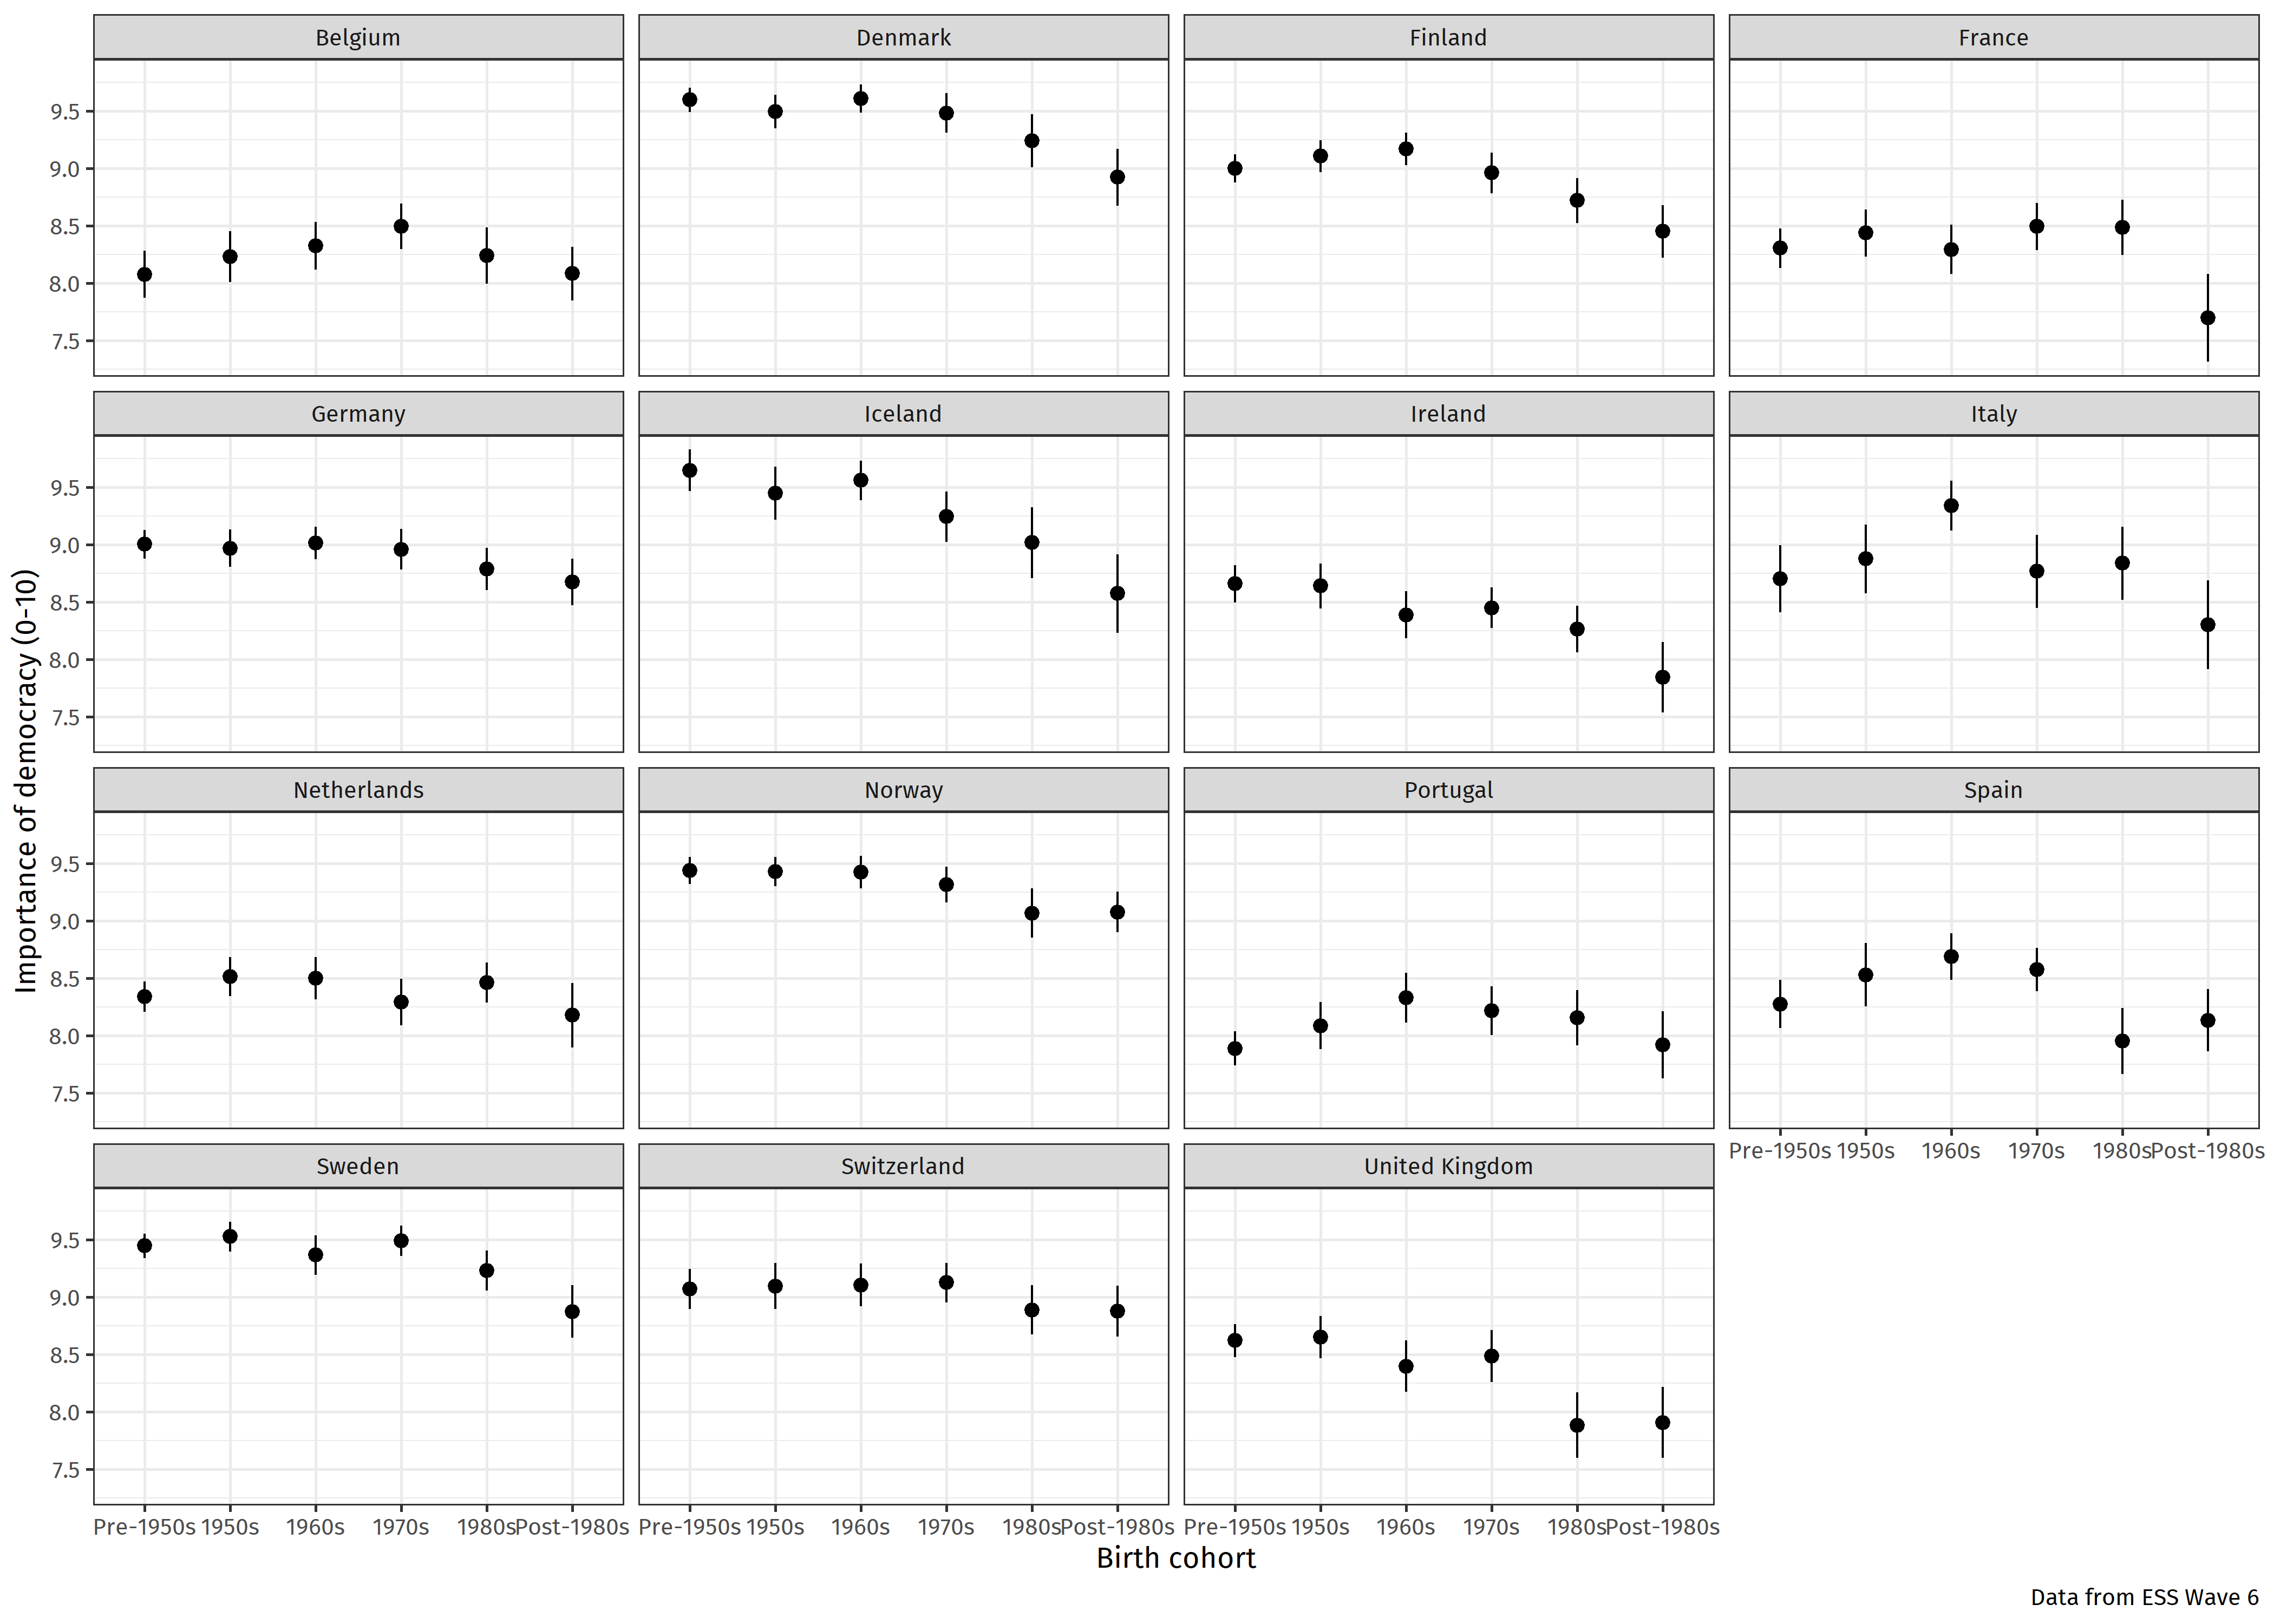 Belgium Denmark Finland France
9.5
9.0
8.5
8.0
7.5
Germany Iceland Ireland Italy
9.5
9.0
8.5
8.0
7.5
Netherlands Norway Portugal Spain
9.5
9.0
8.5
8.0
7.5
Pre-1950s 1950s 1960s 1970s 1980s Post-1980s
Sweden Switzerland United Kingdom
9.5
9.0
8.5
8.0
7.5
Pre-1950s 1950s 1960s 1970s 1980s Post-1980s Pre-1950s 1950s 1960s 1970s 1980s Post-1980s Pre-1950s 1950s 1960s 1970s 1980s Post-1980s
Importance of democracy (0-10)
Birth cohort
Data from ESS Wave 6